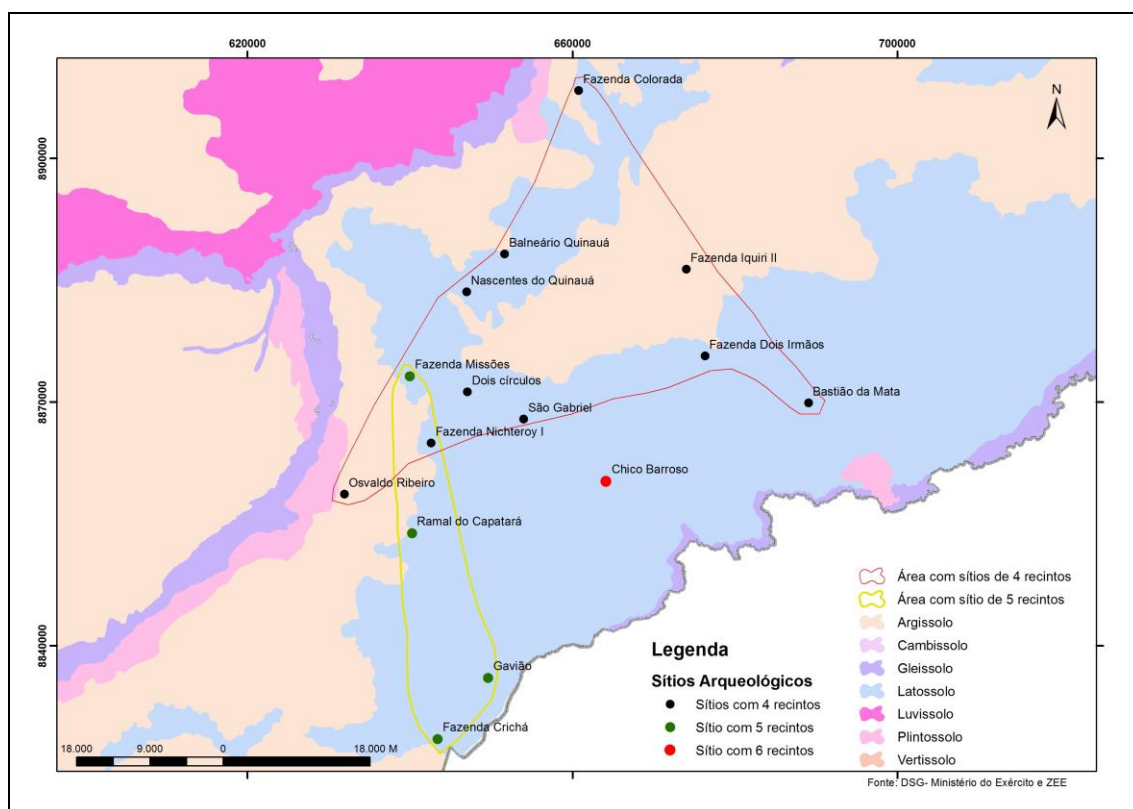 620000
660000
700000
Fazenda Colorada
N
8900000
Balneário Quinauá
Fazenda Iquiri II
Nascentes do Quinauá
Fazenda Dois Irmãos
Fazenda Missões
Dois círculos
Bastião da Mata
8870000
São Gabriel
Fazenda Nichteroy I
Chico Barroso
Osvaldo Ribeiro
Ramal do Capatará
8840000
Gavião
Fazenda Crichá
18.000 9.000 0 18.000 M
Legenda
Sítios Arqueológicos
Sítios com 4 recintos
Sítio com 5 recintos
Sítio com 6 recintos
Área com sítios de 4 recintos
Área com sítio de 5 recintos
Argissolo
Cambissolo
Gleissolo
Latossolo
Luvissolo
Plintossolo
Vertissolo
Fonte: DSG- Ministério do Exército e ZEE